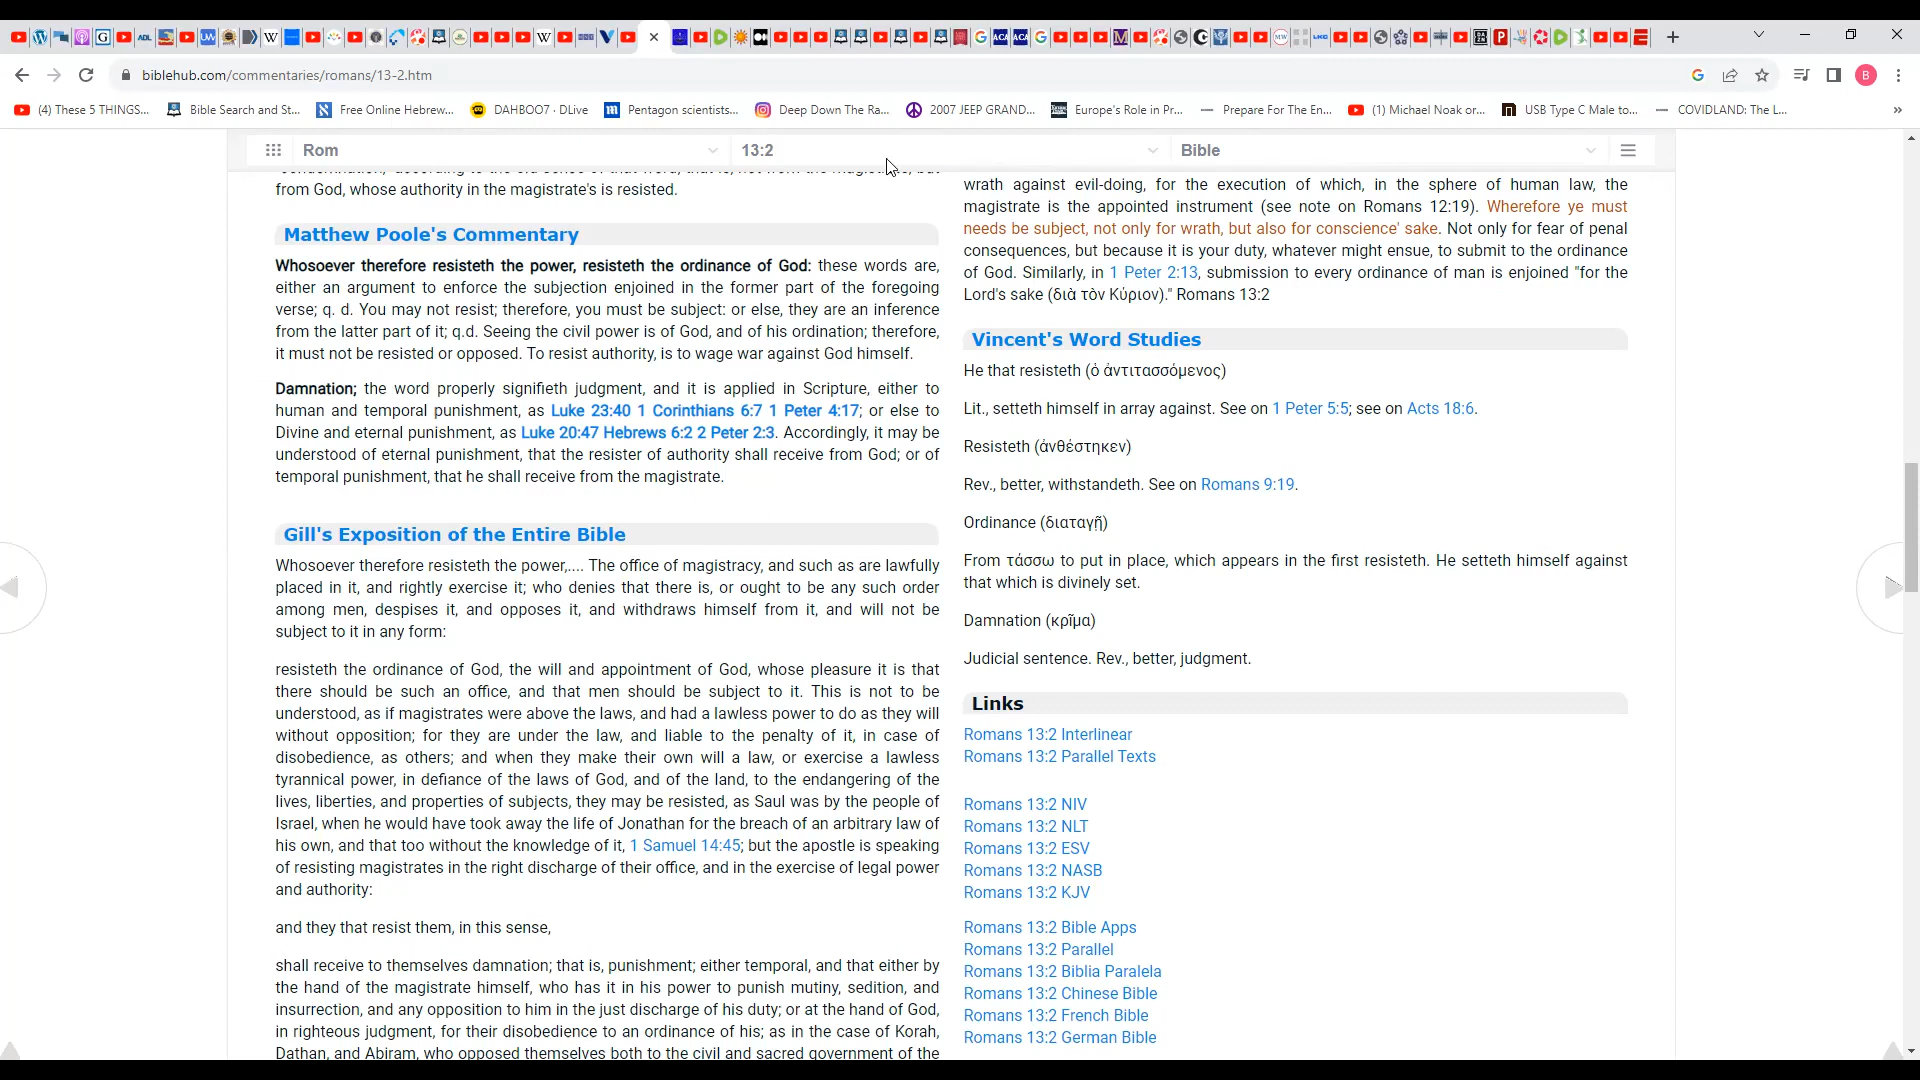 biblehub.com/commentaries/romans/13-2.htm
B
(4) These 5 THINGS...
Bible Search and St...
Free Online Hebrew...
DAHBOO7 · DLive
Pentagon scientists...
Deep Down The Ra...
2007 JEEP GRAND...
Europe's Role in Pr...
Prepare For The En...
(1) Michael Noak or...
USB Type C Male to...
COVIDLAND: The L...
»
Rom
13:2
Bible
from God, whose authority in the magistrate's is resisted.
Matthew Poole's Commentary
Whosoever therefore resisteth the power, resisteth the ordinance of God: these words are,
either an argument to enforce the subjection enjoined in the former part of the foregoing
verse; q. d. You may not resist; therefore, you must be subject: or else, they are an inference
from the latter part of it; q.d. Seeing the civil power is of God, and of his ordination; therefore,
it must not be resisted or opposed. To resist authority, is to wage war against God himself.
Damnation; the word properly signifieth judgment, and it is applied in Scripture, either to
human and temporal punishment, as Luke 23:40 1 Corinthians 6:7 1 Peter 4:17; or else to
Divine and eternal punishment, as Luke 20:47 Hebrews 6:2 2 Peter 2:3. Accordingly, it may be
understood of eternal punishment, that the resister of authority shall receive from God; or of
temporal punishment, that he shall receive from the magistrate.
Gill's Exposition of the Entire Bible
Whosoever therefore resisteth the power,.... The office of magistracy, and such as are lawfully
placed in it, and rightly exercise it; who denies that there is, or ought to be any such order
among men, despises it, and opposes it, and withdraws himself from it, and will not be
subject to it in any form:
resisteth the ordinance of God, the will and appointment of God, whose pleasure it is that
there should be such an office, and that men should be subject to it. This is not to be
understood, as if magistrates were above the laws, and had a lawless power to do as they will
without opposition; for they are under the law, and liable to the penalty of it, in case of
disobedience, as others; and when they make their own will a law, or exercise a lawless
tyrannical power, in defiance of the laws of God, and of the land, to the endangering of the
lives, liberties, and properties of subjects, they may be resisted, as Saul was by the people of
Israel, when he would have took away the life of Jonathan for the breach of an arbitrary law of
his own, and that too without the knowledge of it, 1 Samuel 14:45; but the apostle is speaking
of resisting magistrates in the right discharge of their office, and in the exercise of legal power
and authority:
and they that resist them, in this sense,
shall receive to themselves damnation; that is, punishment; either temporal, and that either by
the hand of the magistrate himself, who has it in his power to punish mutiny, sedition, and
insurrection, and any opposition to him in the just discharge of his duty; or at the hand of God,
in righteous judgment, for their disobedience to an ordinance of his; as in the case of Korah,
Dathan, and Abiram, who opposed themselves both to the civil and sacred government of the
wrath against evil-doing, for the execution of which, in the sphere of human law, the
magistrate is the appointed instrument (see note on Romans 12:19). Wherefore ye must
needs be subject, not only for wrath, but also for conscience' sake. Not only for fear of penal
consequences, but because it is your duty, whatever might ensue, to submit to the ordinance
of God. Similarly, in 1 Peter 2:13, submission to every ordinance of man is enjoined "for the
Lord's sake (διὰ τὸν Κύριον)." Romans 13:2
Vincent's Word Studies
He that resisteth (ὁ ἀντιτασσόμενος)
Lit., setteth himself in array against. See on 1 Peter 5:5; see on Acts 18:6.
Resisteth (ἀνθέστηκεν)
Rev., better, withstandeth. See on Romans 9:19.
Ordinance (διαταγῇ)
From τάσσω to put in place, which appears in the first resisteth. He setteth himself against
that which is divinely set.
Damnation (κρῖμα)
Judicial sentence. Rev., better, judgment.
Links
Romans 13:2 Interlinear
Romans 13:2 Parallel Texts
Romans 13:2 NIV
Romans 13:2 NLT
Romans 13:2 ESV
Romans 13:2 NASB
Romans 13:2 KJV
Romans 13:2 Bible Apps
Romans 13:2 Parallel
Romans 13:2 Biblia Paralela
Romans 13:2 Chinese Bible
Romans 13:2 French Bible
Romans 13:2 German Bible